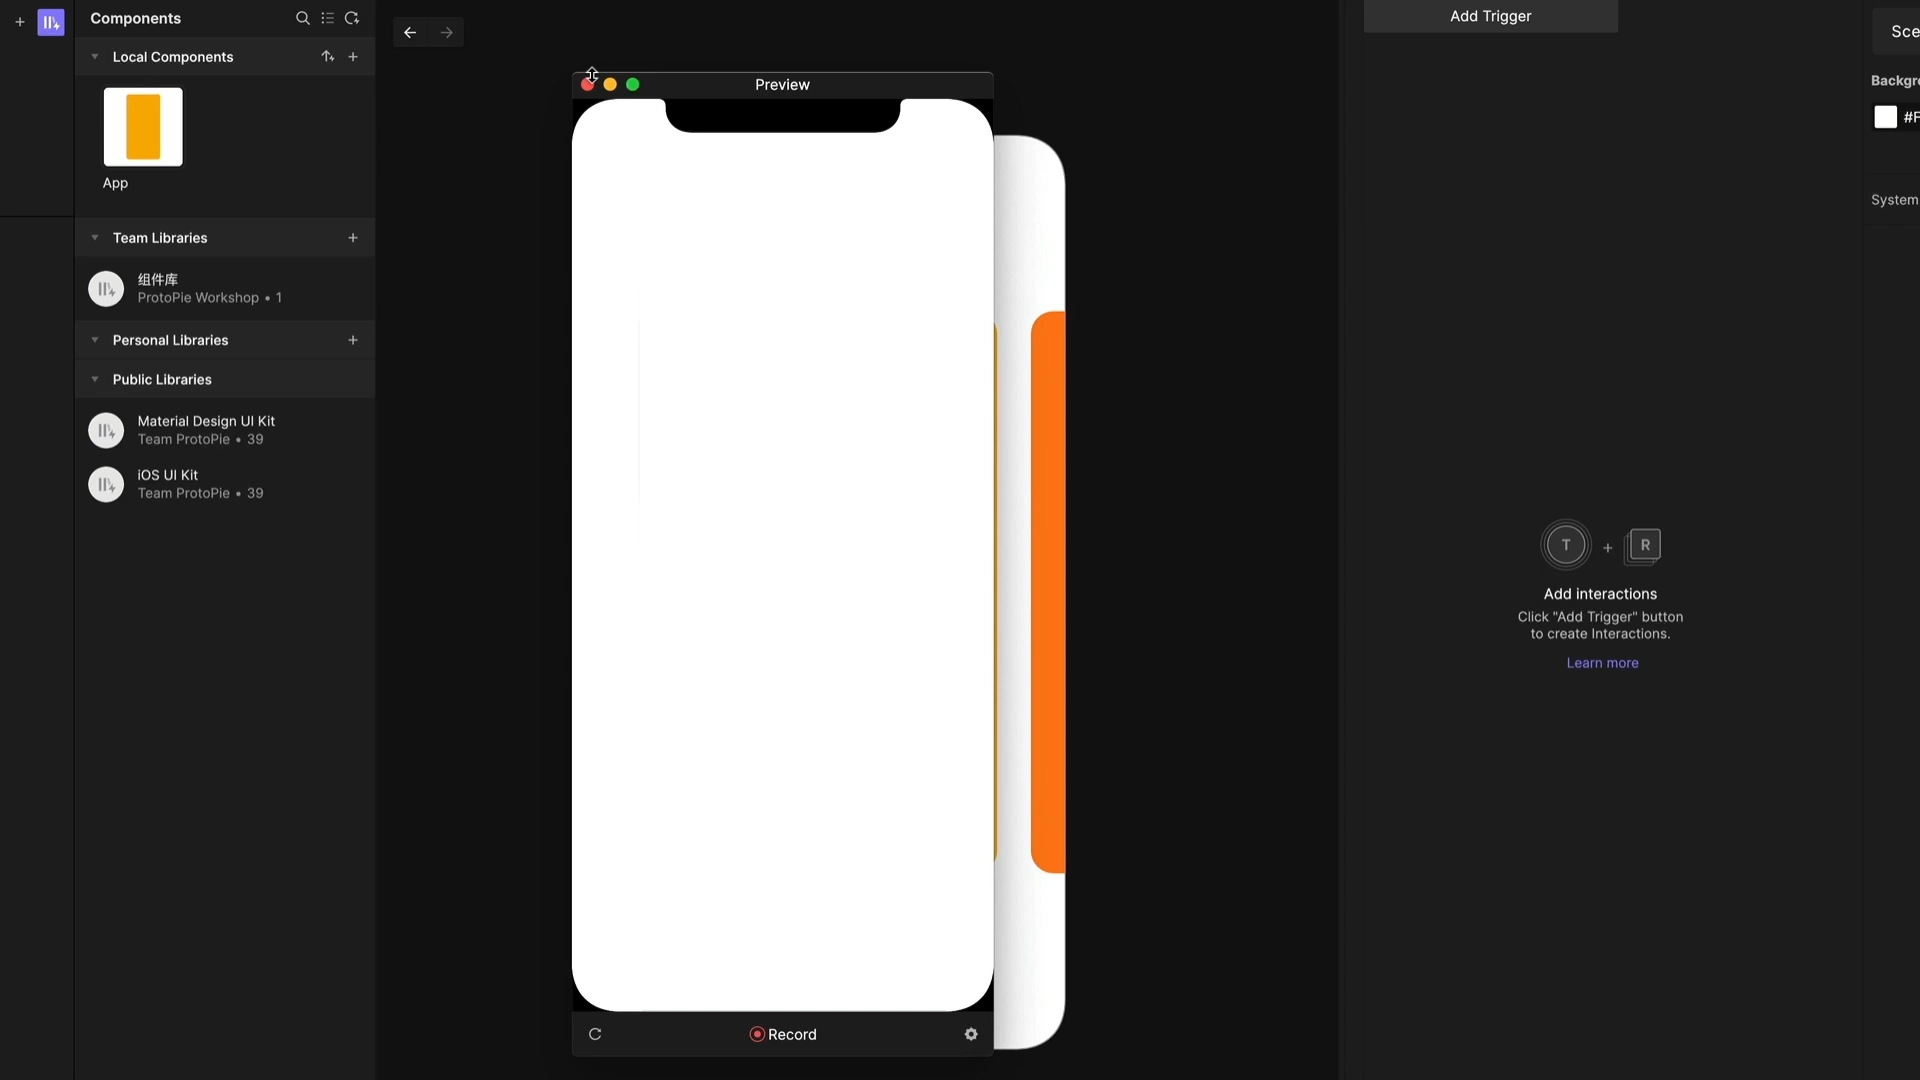 Components
Local Components
App
Team Libraries
组件库
ProtoPie Workshop • 1
Personal Libraries
Public Libraries
Material Design UI Kit
Team ProtoPie • 39
iOS UI Kit
Team ProtoPie • 39
Preview
Record
Add Trigger
T + R
Add interactions
Click "Add Trigger" button
to create Interactions.
Learn more
Sce
Backgr
#F
System